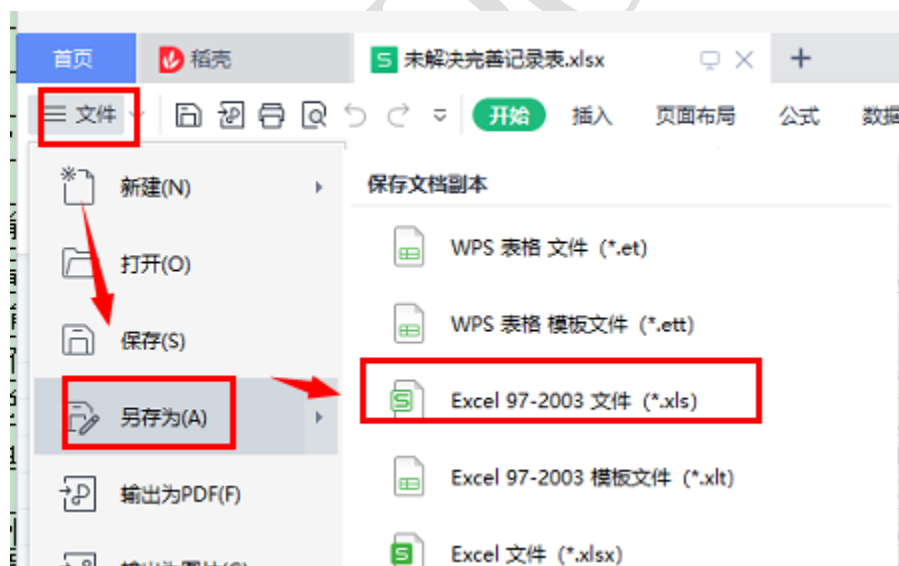 首页 稻壳 未解决完善记录表.xlsx
文件 开始 插入 页面布局 公式 数据
新建(N)
打开(O)
保存(S)
另存为(A)
输出为PDF(F)
保存文档副本
WPS 表格 文件 (*.et)
WPS 表格 模板文件 (*.ett)
Excel 97-2003 文件 (*.xls)
Excel 97-2003 模板文件 (*.xlt)
Excel 文件 (*.xlsx)